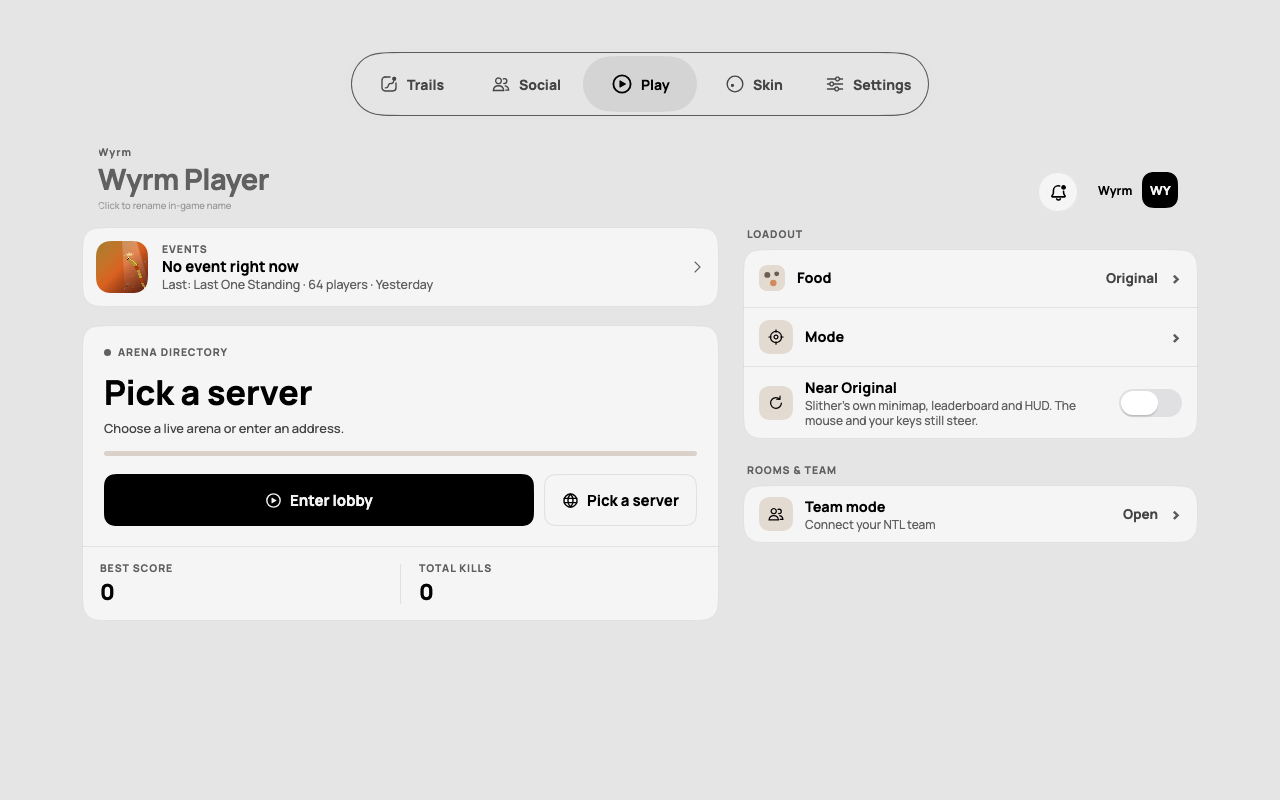 Trails
Social
Play
Skin
Settings
Wyrm
Wyrm Player
Click to rename in-game name
Wyrm
WY
EVENTS
No event right now
Last: Last One Standing · 64 players · Yesterday
ARENA DIRECTORY
Pick a server
Choose a live arena or enter an address.
Enter lobby
Pick a server
BEST SCORE
0
TOTAL KILLS
0
LOADOUT
Food
Original
Mode
Near Original
Slither's own minimap, leaderboard and HUD. The
mouse and your keys still steer.
ROOMS & TEAM
Team mode
Connect your NTL team
Open